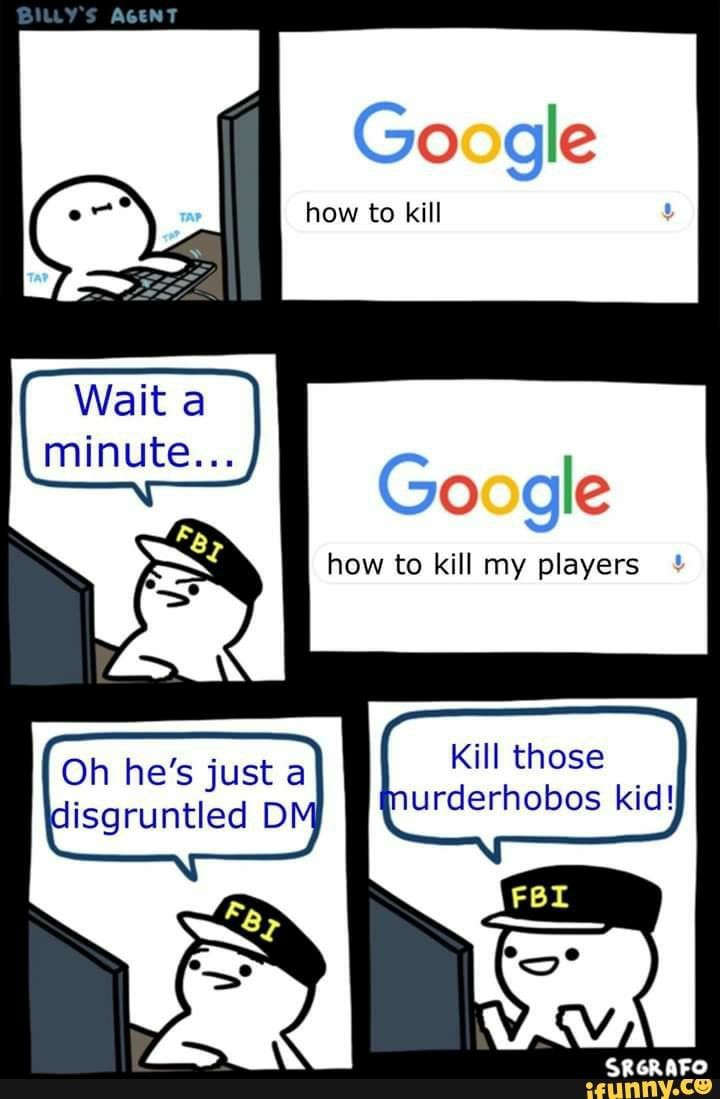 BILLY'S AGENT
TAP
TAP
TAP
Google
how to kill
Wait a
minute...
FBI
Google
how to kill my players
Oh he's just a
disgruntled DM
FBI
Kill those
murderhobos kid!
FBI
SRGRAFO
ifunny.co